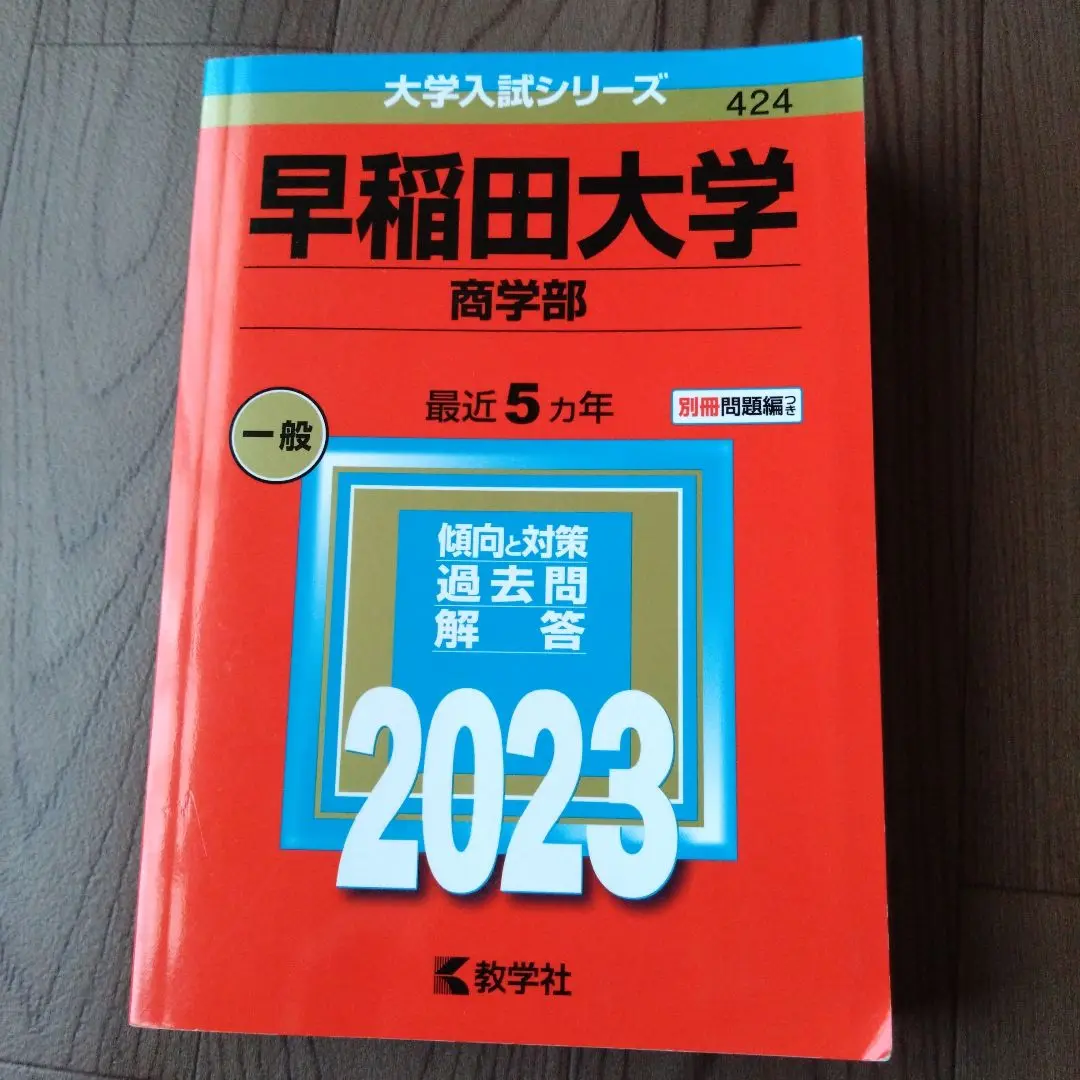 大学入試シリーズ
424
早稲田大学
商学部
最近5ヵ年
別冊問題編つき
一般
傾向と対策
過去問
解答
2023
教学社